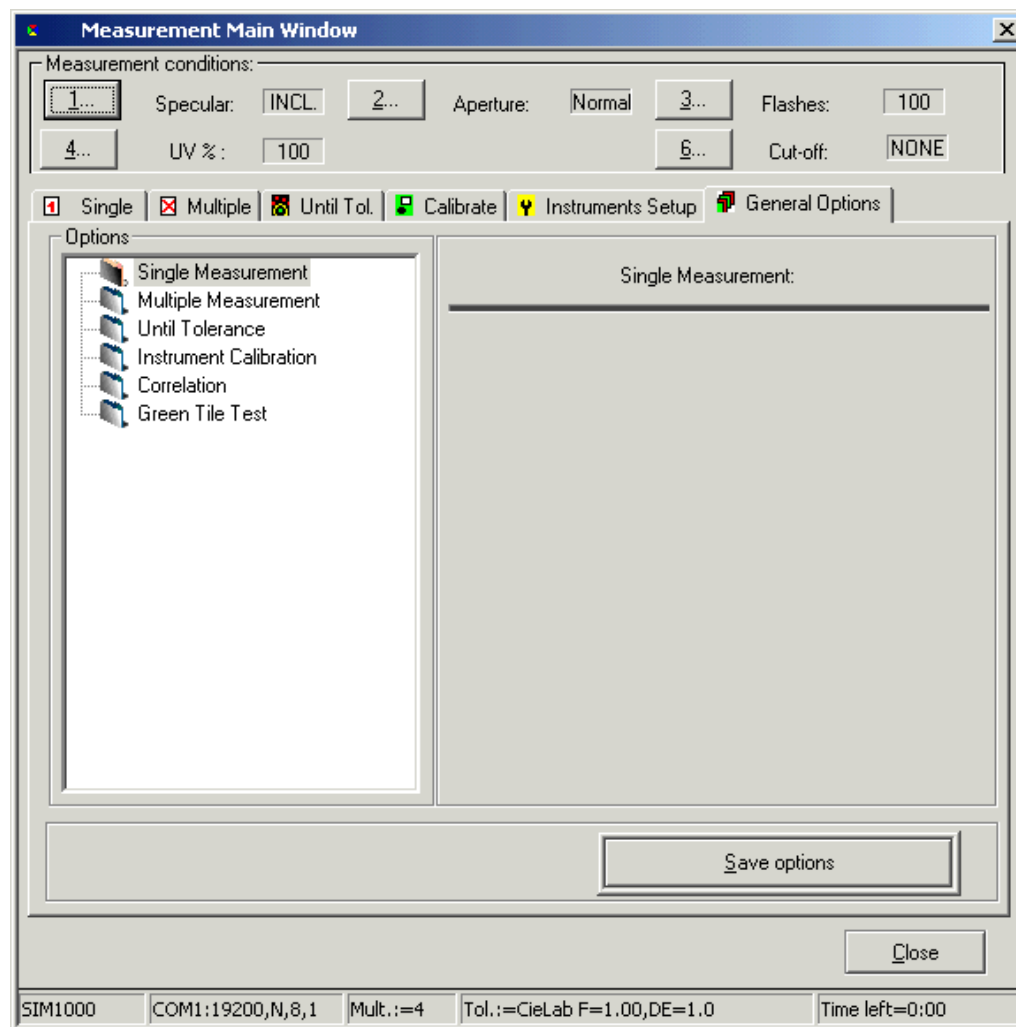 Measurement Main Window
Measurement conditions:
1... Specular: INCL. 2... Aperture: Normal 3... Flashes: 100
4... UV % : 100 6... Cut-off: NONE
1 Single Multiple Until Tol. Calibrate Instruments Setup General Options
Options
Single Measurement
Multiple Measurement
Until Tolerance
Instrument Calibration
Correlation
Green Tile Test
Single Measurement:
Save options
Close
SIM1000 COM1:19200,N,8,1 Mult.:=4 Tol.:=CieLab F=1.00,DE=1.0 Time left=0:00